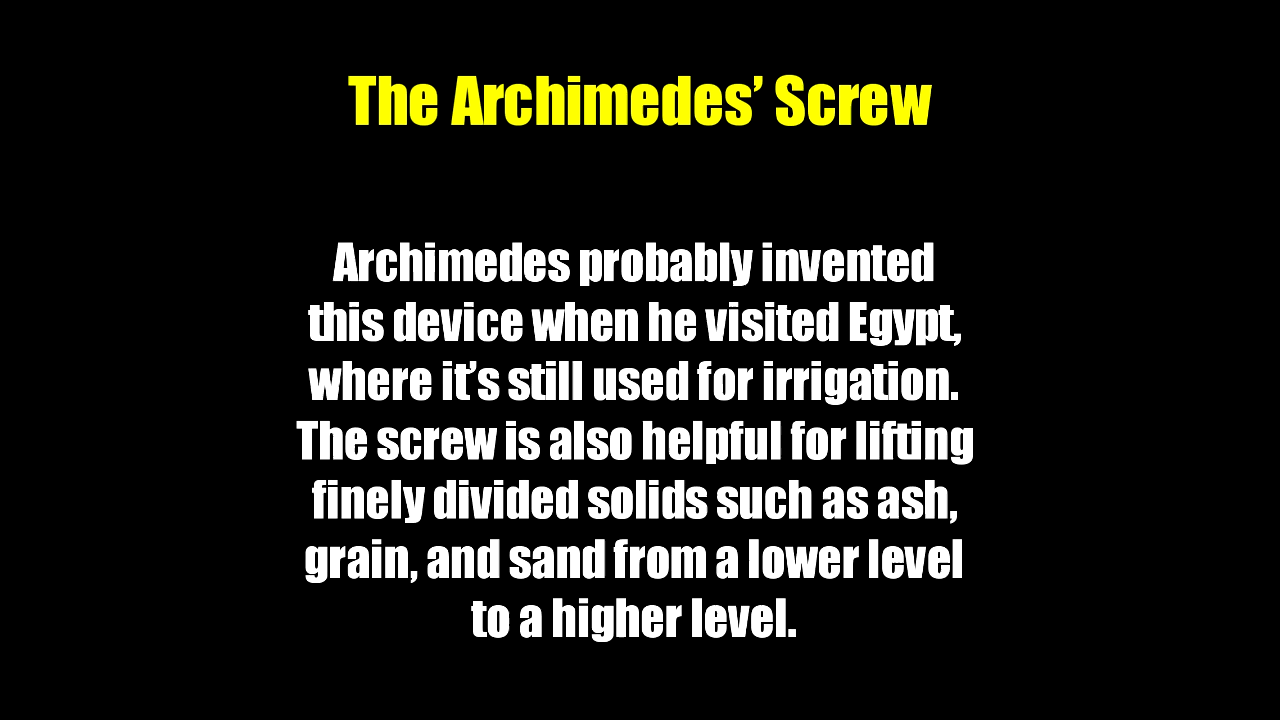 The Archimedes’ Screw
Archimedes probably invented
this device when he visited Egypt,
where it’s still used for irrigation.
The screw is also helpful for lifting
finely divided solids such as ash,
grain, and sand from a lower level
to a higher level.